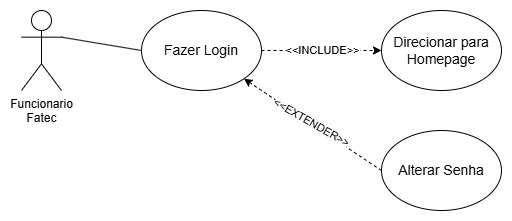 Fazer Login
<<INCLUDE>>
Direcionar para
Homepage
Funcionario
Fatec
<<EXTENDER>>
Alterar Senha